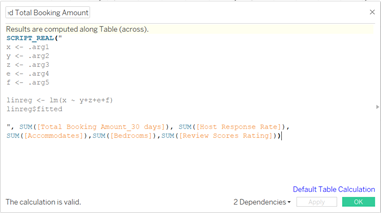 d Total Booking Amount
Results are computed along Table (across).
SCRIPT_REAL("
x <- .arg1
y <- .arg2
z <- .arg3
e <- .arg4
f <- .arg5
linreg <- lm(x ~ y+z+e+f)
linreg$fitted
", SUM([Total Booking Amount_30 days]), SUM([Host Response Rate]),
SUM([Accommodates]),SUM([Bedrooms]),SUM([Review Scores Rating]))
Default Table Calculation
The calculation is valid.
2 Dependencies
Apply
OK